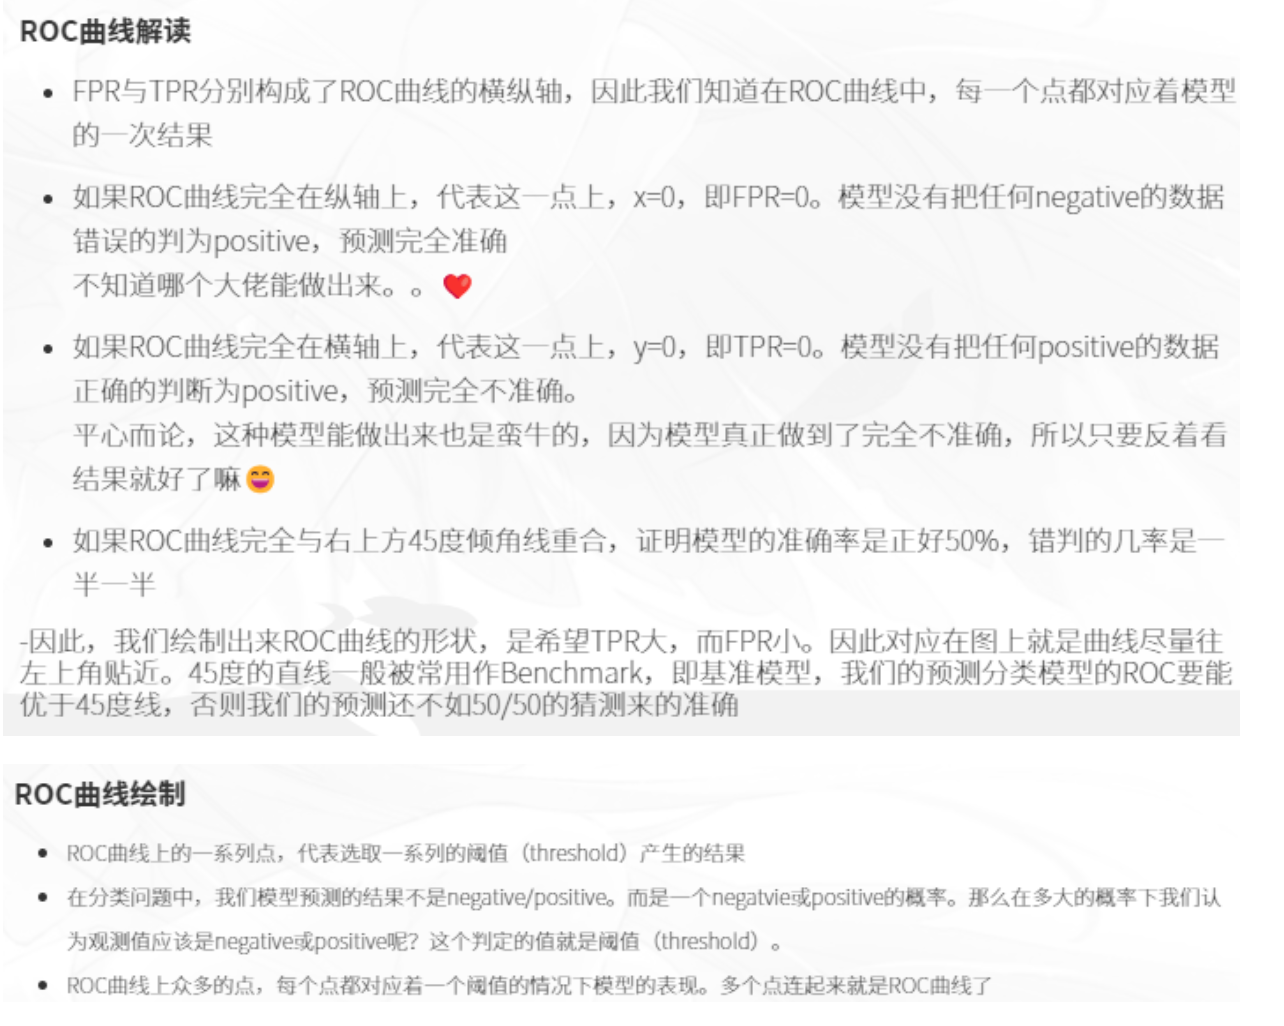 ROC曲线解读
• FPR与TPR分别构成了ROC曲线的横纵轴，因此我们知道在ROC曲线中，每一个点都对应着模型
的一次结果
• 如果ROC曲线完全在纵轴上，代表这一点上，x=0，即FPR=0。模型没有把任何negative的数据
错误的判为positive，预测完全准确
不知道哪个大佬能做出来。。❤️
• 如果ROC曲线完全在横轴上，代表这一点上，y=0，即TPR=0。模型没有把任何positive的数据
正确的判断为positive，预测完全不准确。
平心而论，这种模型能做出来也是蛮牛的，因为模型真正做到了完全不准确，所以只要反着看
结果就好了嘛😄
• 如果ROC曲线完全与右上方45度倾角线重合，证明模型的准确率是正好50%，错判的几率是一
半一半
-因此，我们绘制出来ROC曲线的形状，是希望TPR大，而FPR小。因此对应在图上就是曲线尽量往
左上角贴近。45度的直线一般被常用作Benchmark，即基准模型，我们的预测分类模型的ROC要能
优于45度线，否则我们的预测还不如50/50的猜测来的准确
ROC曲线绘制
• ROC曲线上的一系列点，代表选取一系列的阈值（threshold）产生的结果
• 在分类问题中，我们模型预测的结果不是negative/positive。而是一个negatvie或positive的概率。那么在多大的概率下我们认
为观测值应该是negative或positive呢？这个判定的值就是阈值（threshold）。
• ROC曲线上众多的点，每个点都对应着一个阈值的情况下模型的表现。多个点连起来就是ROC曲线了